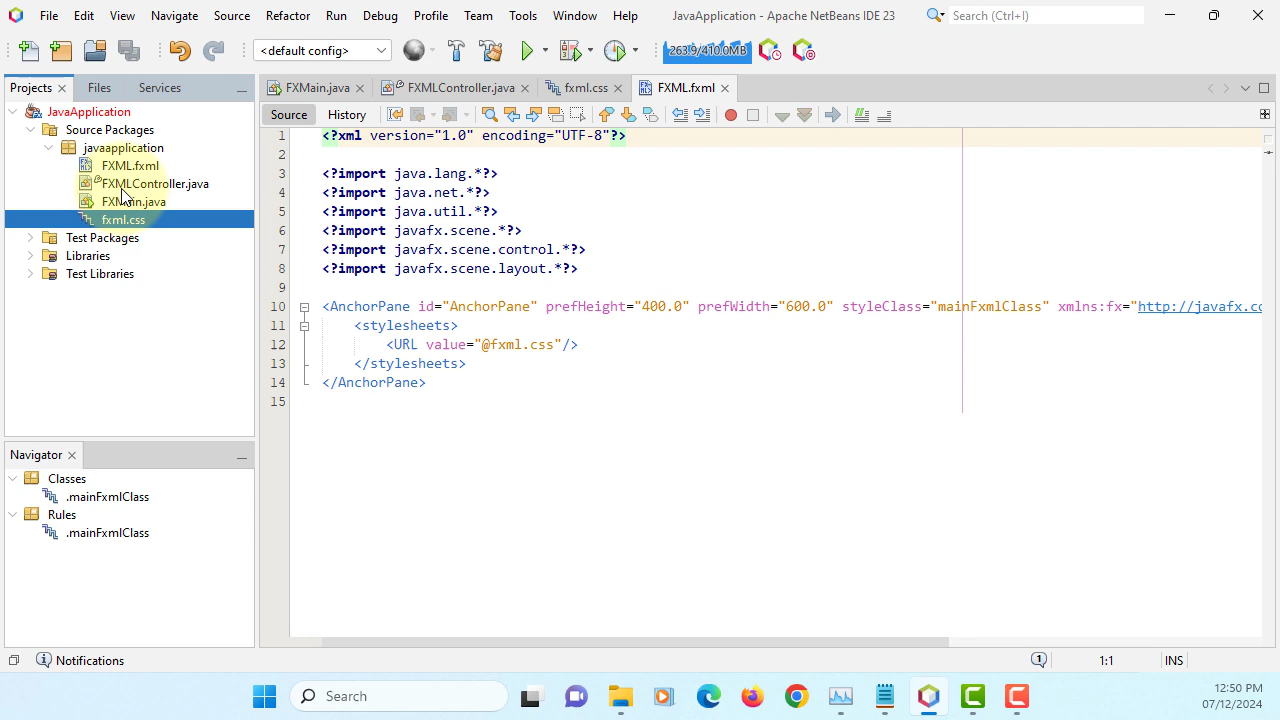 File Edit View Navigate Source Refactor Run Debug Profile Team Tools Window Help JavaApplication - Apache NetBeans IDE 23 Search (Ctrl+I)
<default config> 263.9/410.0MB
Projects Files Services FXMain.java FXMLController.java fxml.css FXML.fxml
Source History
JavaApplication
Source Packages
javaapplication
FXML.fxml
FXMLController.java
FXMain.java
fxml.css
Test Packages
Libraries
Test Libraries
1 <?xml version="1.0" encoding="UTF-8"?>
2
3 <?import java.lang.*?>
4 <?import java.net.*?>
5 <?import java.util.*?>
6 <?import javafx.scene.*?>
7 <?import javafx.scene.control.*?>
8 <?import javafx.scene.layout.*?>
9
10 <AnchorPane id="AnchorPane" prefHeight="400.0" prefWidth="600.0" styleClass="mainFxmlClass" xmlns:fx="http://javafx.co
11 <stylesheets>
12 <URL value="@fxml.css"/>
13 </stylesheets>
14 </AnchorPane>
15
Navigator
Classes
.mainFxmlClass
Rules
.mainFxmlClass
Notifications 1 1:1 INS
Search
12:50 PM
07/12/2024